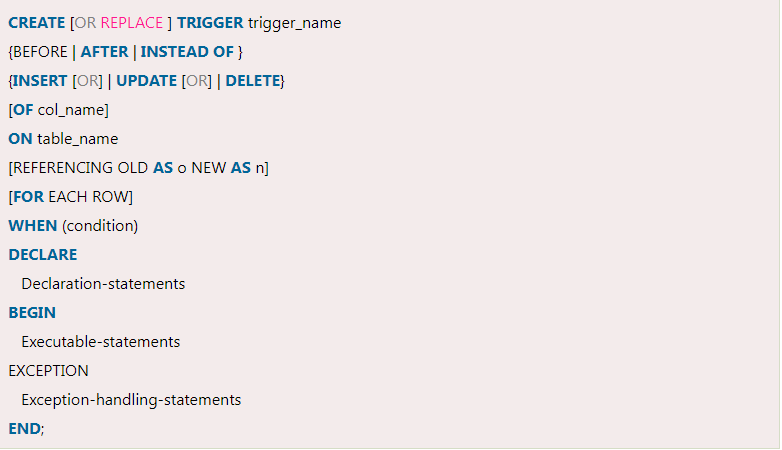 CREATE [OR REPLACE ] TRIGGER trigger_name
{BEFORE | AFTER | INSTEAD OF }
{INSERT [OR] | UPDATE [OR] | DELETE}
[OF col_name]
ON table_name
[REFERENCING OLD AS o NEW AS n]
[FOR EACH ROW]
WHEN (condition)
DECLARE
Declaration-statements
BEGIN
Executable-statements
EXCEPTION
Exception-handling-statements
END;